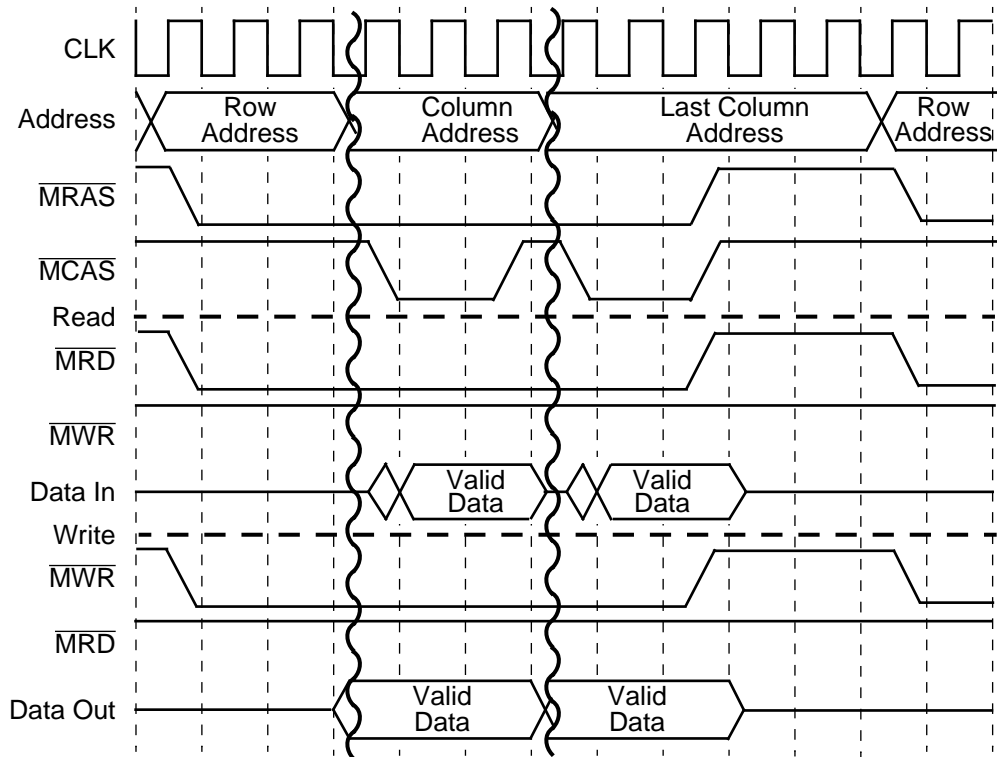 CLK
Address
Row
Address
Column
Address
Last Column
Address
Row
Address
MRAS
MCAS
Read
MRD
MWR
Data In
Valid
Data
Valid
Data
Write
MWR
MRD
Data Out
Valid
Data
Valid
Data